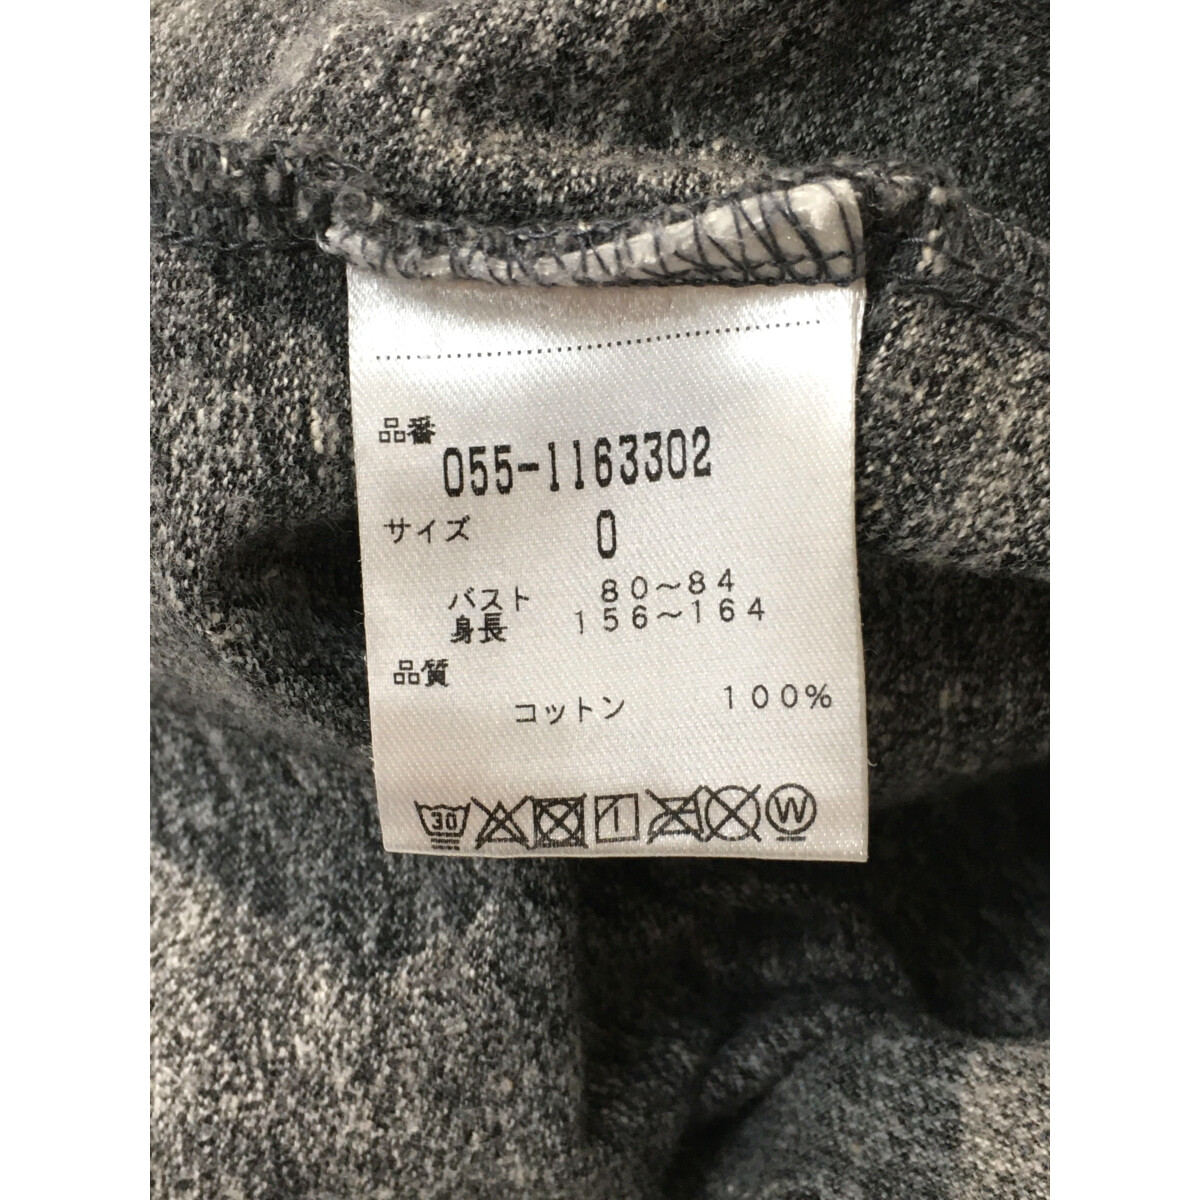 品番
055-1163302
サイズ 0
バスト 80~84
身長 156~164
品質
コットン 100%
30 W